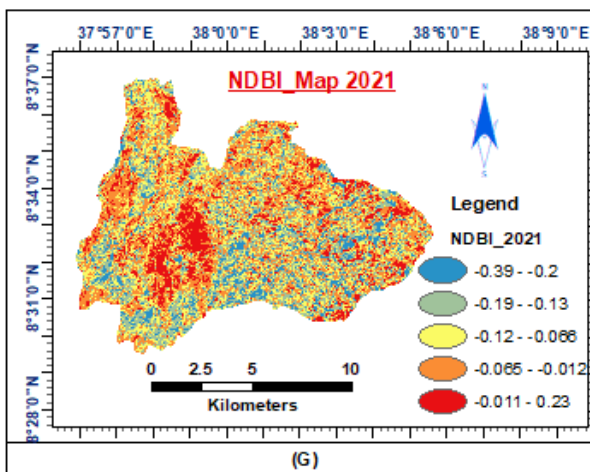 37°57'0"E 38°0'0"E 38°3'0"E 38°6'0"E 38°9'0"E
8°37'0"N
8°34'0"N
8°31'0"N
8°28'0"N
NDBI_Map 2021
N
S
Legend
NDBI_2021
-0.39 - -0.2
-0.19 - -0.13
-0.12 - -0.066
-0.065 - -0.012
-0.011 - 0.23
0 2.5 5 10
Kilometers
(G)